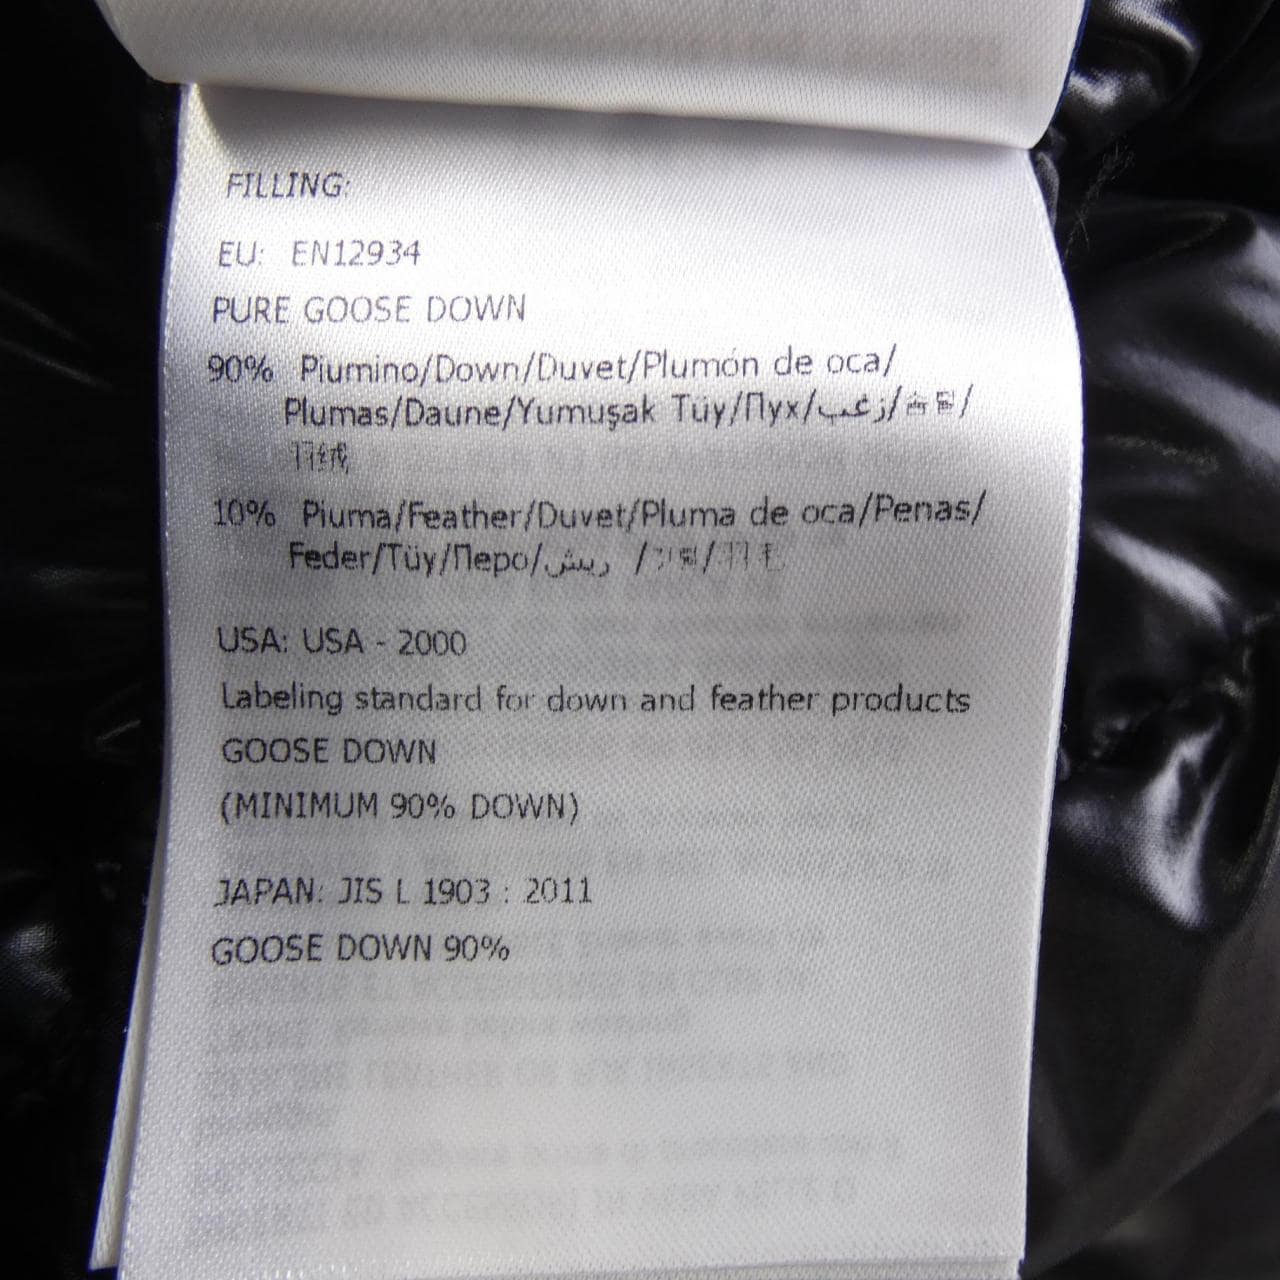 FILLING:
EU: EN12934
PURE GOOSE DOWN
90% Piumino/Down/Duvet/Plumón de oca/
Plumas/Daune/Yumuşak Tüy/Пух/زغب/
10% Piuma/Feather/Duvet/Pluma de oca/Penas/
Feder/Tüy/Перо/ريش /
USA: USA - 2000
Labeling standard for down and feather products
GOOSE DOWN
(MINIMUM 90% DOWN)
JAPAN: JIS L 1903 : 2011
GOOSE DOWN 90%